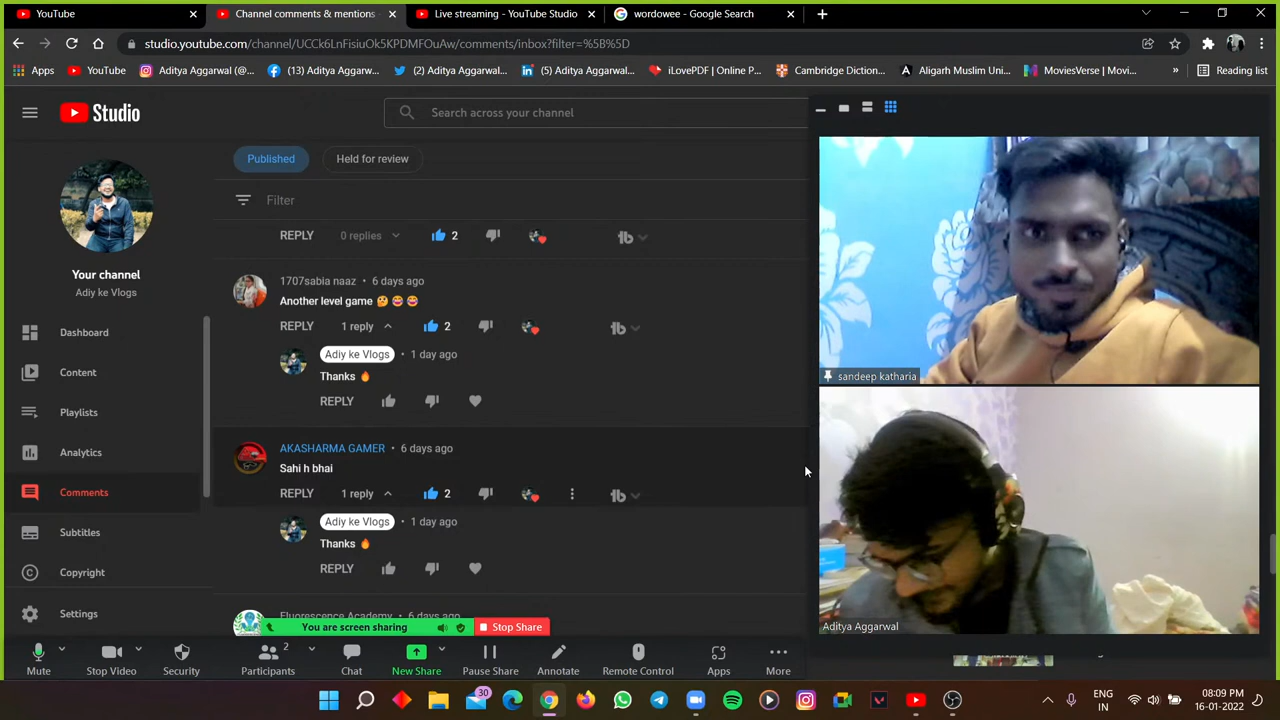 YouTube
Channel comments & mentions
Live streaming - YouTube Studio
wordowee - Google Search
studio.youtube.com/channel/UCCk6LnFisiuOk5KPDMFOuAw/comments/inbox?filter=%5B%5D
Apps
YouTube
Aditya Aggarwal (@...
(13) Aditya Aggarw...
(2) Aditya Aggarwal...
(5) Aditya Aggarwal...
iLovePDF | Online P...
Cambridge Diction...
Aligarh Muslim Uni...
MoviesVerse | Movi...
»
Reading list
Studio
Search across your channel
Published
Held for review
Filter
REPLY 0 replies 2
Your channel
Adiy ke Vlogs
Dashboard
Content
Playlists
Analytics
Comments
Subtitles
Copyright
Settings
1707sabia naaz • 6 days ago
Another level game 🤔 😂 😂
REPLY 1 reply 2
Adiy ke Vlogs • 1 day ago
Thanks 🔥
REPLY
AKASHARMA GAMER • 6 days ago
Sahi h bhai
REPLY 1 reply 2
Adiy ke Vlogs • 1 day ago
Thanks 🔥
REPLY
Fluorescence Academy • 6 days ago
sandeep katharia
Aditya Aggarwal
You are screen sharing
Stop Share
Mute
Stop Video
Security
2
Participants
Chat
New Share
Pause Share
Annotate
Remote Control
Apps
More
30
ENG
IN
08:09 PM
16-01-2022